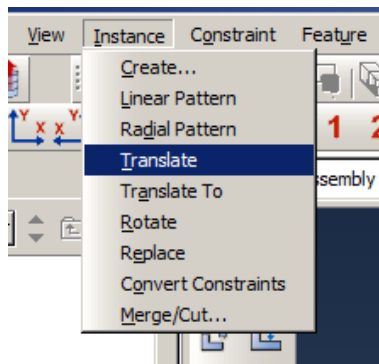 View Instance Constraint Feature
Create...
Linear Pattern
Radial Pattern
Y x x Y 1 2
Translate
ssembly
Translate To
Rotate
Replace
Convert Constraints
Merge/Cut...